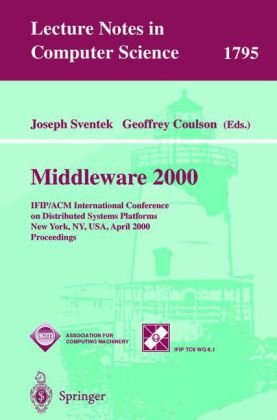 Lecture Notes in
Computer Science 1795
Joseph Sventek Geoffrey Coulson (Eds.)
Middleware 2000
IFIP/ACM International Conference
on Distributed Systems Platforms
New York, NY, USA, April 2000
Proceedings
acm
ASSOCIATION FOR
COMPUTING MACHINERY
IFIP TC6 WG 6.1
Springer